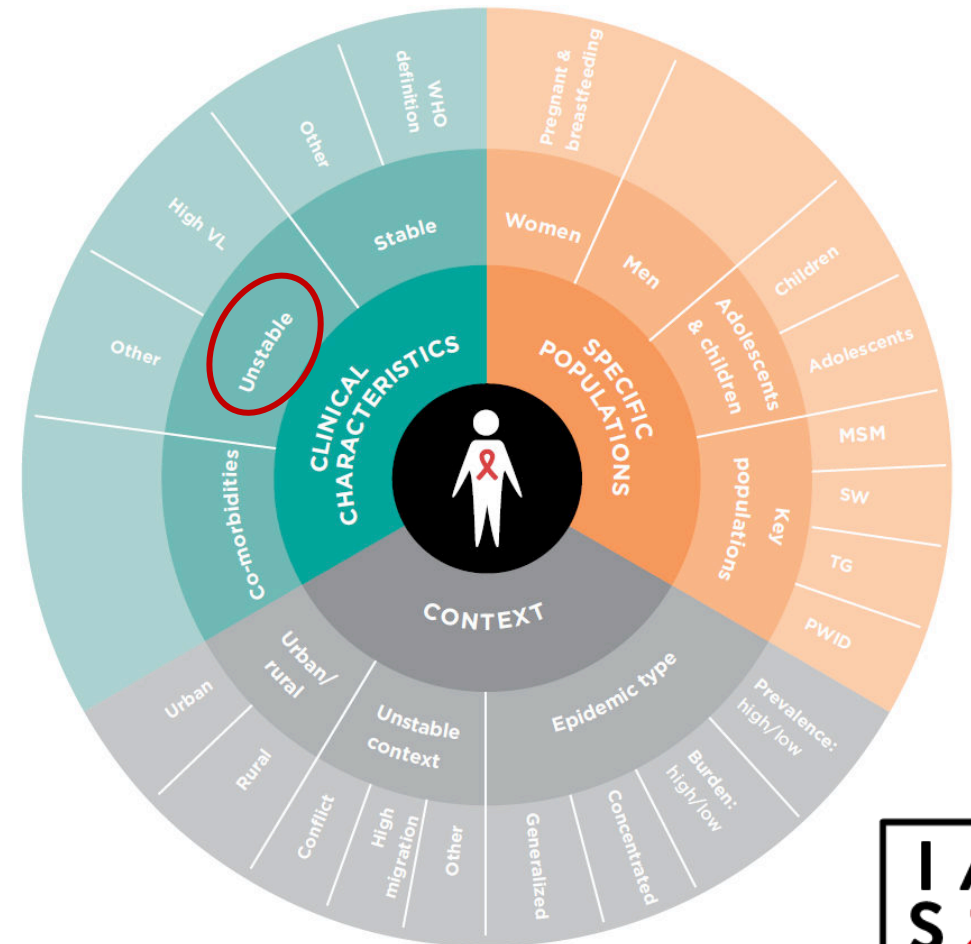 CLINICAL
CHARACTERISTICS
Stable
WHO
definition
Other
Unstable
High VL
Other
Co-morbidities
SPECIFIC
POPULATIONS
Women
Pregnant &
breastfeeding
Men
Adolescents
& children
Children
Adolescents
Key
populations
MSM
SW
TG
PWID
CONTEXT
Epidemic type
Prevalence:
high/low
Burden:
high/low
Concentrated
Generalized
Unstable
context
Other
High
migration
Conflict
Urban/
rural
Rural
Urban
I
S